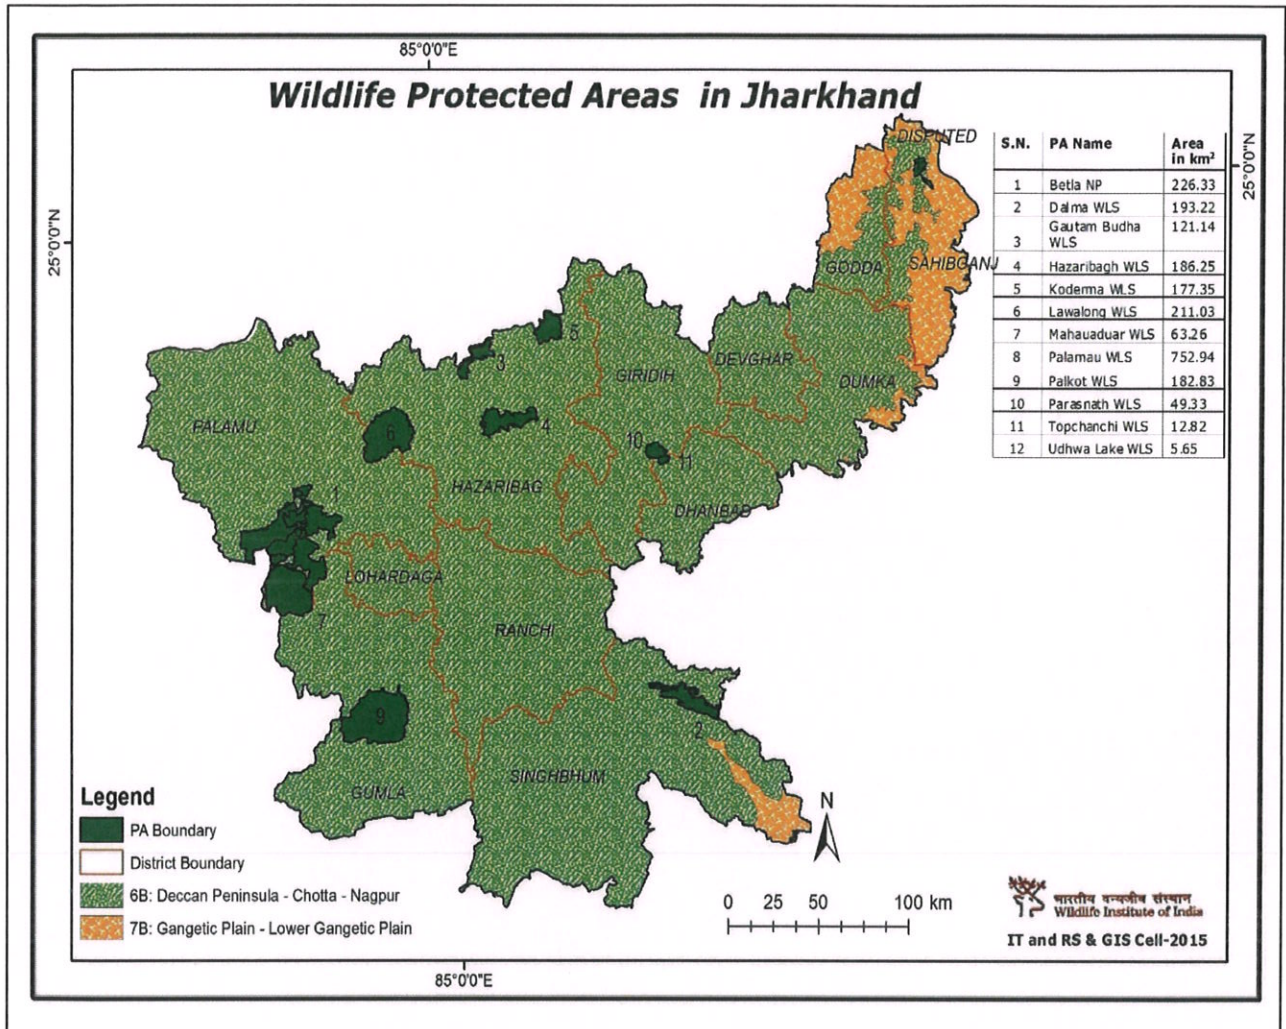 85°0'0"E
Wildlife Protected Areas in Jharkhand
25°0'0"N
25°0'0"N
S.N. PA Name Area in km²
1 Betla NP 226.33
2 Dalma WLS 193.22
3 Gautam Budha WLS 121.14
4 Hazaribagh WLS 186.25
5 Koderma WLS 177.35
6 Lawalong WLS 211.03
7 Mahauaduar WLS 63.26
8 Palamau WLS 752.94
9 Palkot WLS 182.83
10 Parasnath WLS 49.33
11 Topchanchi WLS 12.82
12 Udhwa Lake WLS 5.65
DISPUTED
GODDA
SAHIBGANJ
5
3
DEVGHAR
GIRIDIH
DUMKA
PALAMU
6
4
10
11
HAZARIBAG
1
DHANBAD
LOHARDAGA
7
RANCHI
9
2
SINGHBHUM
GUMLA
Legend
PA Boundary
District Boundary
6B: Deccan Peninsula - Chotta - Nagpur
7B: Gangetic Plain - Lower Gangetic Plain
N
0 25 50 100 km
भारतीय वन्यजीव संस्थान
Wildlife Institute of India
IT and RS & GIS Cell-2015
85°0'0"E